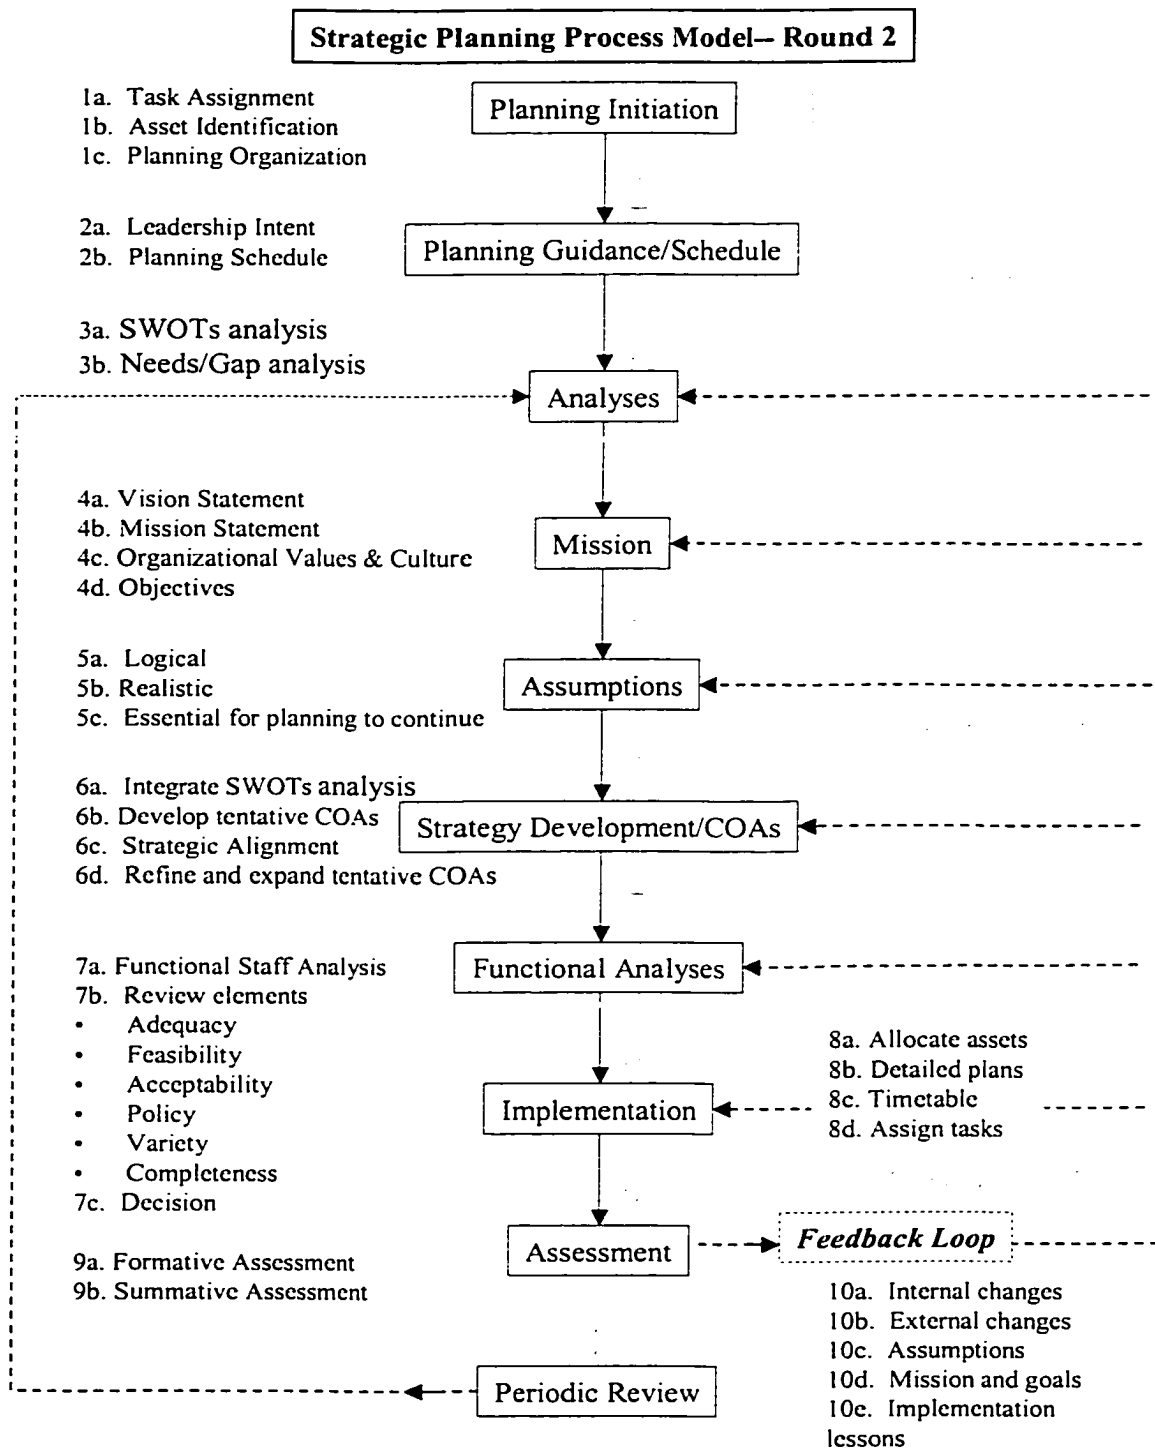 Strategic Planning Process Model– Round 2
1a. Task Assignment
1b. Asset Identification
1c. Planning Organization
Planning Initiation
2a. Leadership Intent
2b. Planning Schedule
Planning Guidance/Schedule
3a. SWOTs analysis
3b. Needs/Gap analysis
Analyses
4a. Vision Statement
4b. Mission Statement
4c. Organizational Values & Culture
4d. Objectives
Mission
5a. Logical
5b. Realistic
5c. Essential for planning to continue
Assumptions
6a. Integrate SWOTs analysis
6b. Develop tentative COAs
6c. Strategic Alignment
6d. Refine and expand tentative COAs
Strategy Development/COAs
7a. Functional Staff Analysis
7b. Review elements
• Adequacy
• Feasibility
• Acceptability
• Policy
• Variety
• Completeness
7c. Decision
Functional Analyses
8a. Allocate assets
8b. Detailed plans
8c. Timetable
8d. Assign tasks
Implementation
9a. Formative Assessment
9b. Summative Assessment
Assessment
Feedback Loop
10a. Internal changes
10b. External changes
10c. Assumptions
10d. Mission and goals
10e. Implementation
lessons
Periodic Review